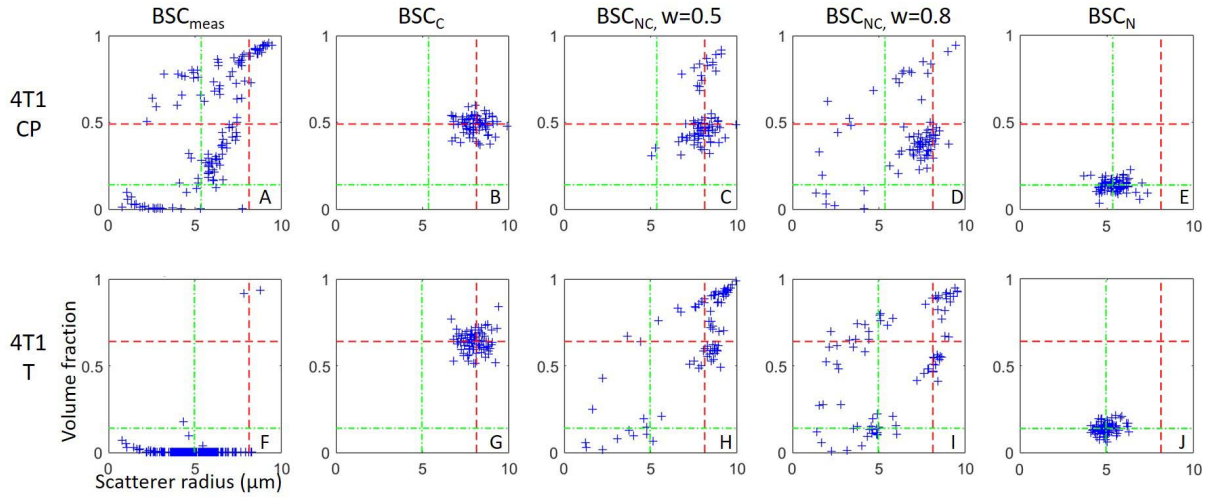 BSCmeas BSCC BSCNC, w=0.5 BSCNC, w=0.8 BSCN
4T1
CP
1 0.5 0 0 5 10 A
1 0.5 0 0 5 10 B
1 0.5 0 0 5 10 C
1 0.5 0 0 5 10 D
1 0.5 0 0 5 10 E
4T1
T
Volume fraction
1 0.5 0 0 5 10 F
Scatterer radius (μm)
1 0.5 0 0 5 10 G
1 0.5 0 0 5 10 H
1 0.5 0 0 5 10 I
1 0.5 0 0 5 10 J